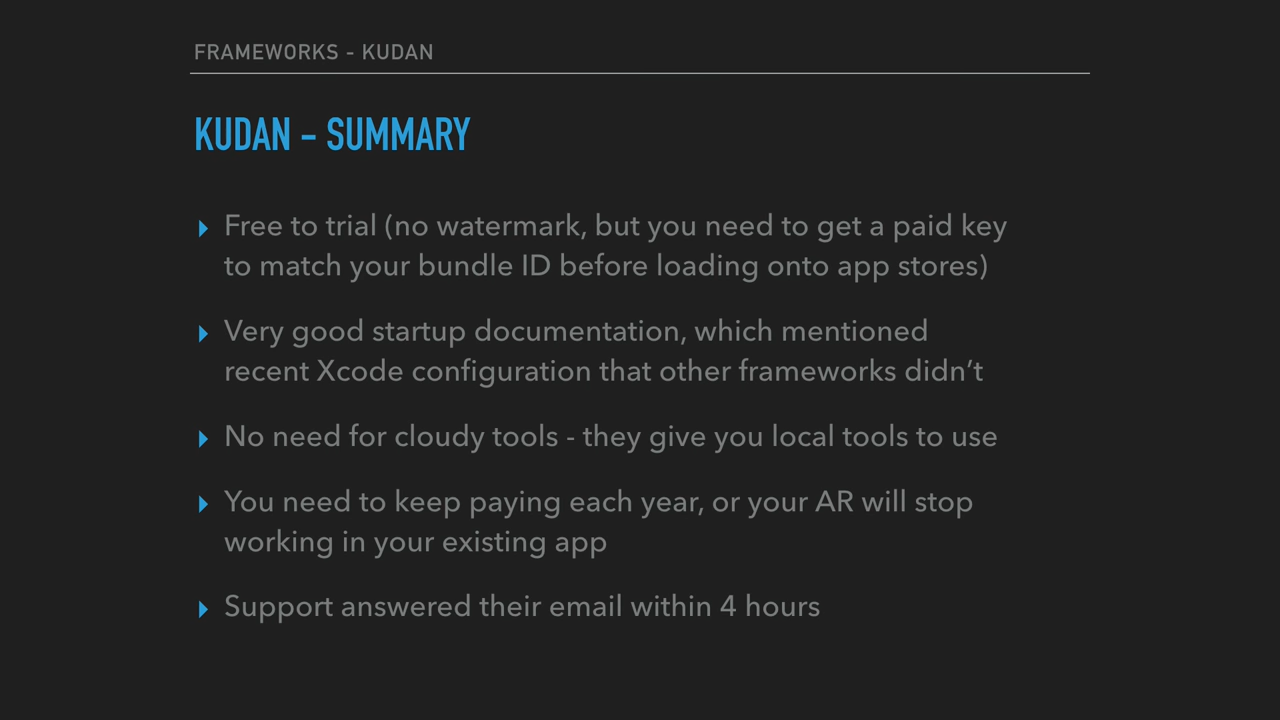 FRAMEWORKS - KUDAN
KUDAN - SUMMARY
▸ Free to trial (no watermark, but you need to get a paid key
to match your bundle ID before loading onto app stores)
▸ Very good startup documentation, which mentioned
recent Xcode configuration that other frameworks didn’t
▸ No need for cloudy tools - they give you local tools to use
▸ You need to keep paying each year, or your AR will stop
working in your existing app
▸ Support answered their email within 4 hours